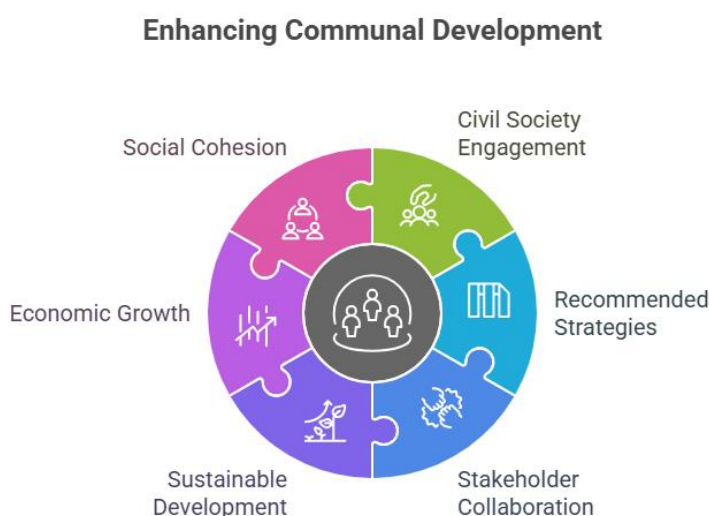 Enhancing Communal Development
Social Cohesion
Civil Society
Engagement
Economic Growth
Recommended
Strategies
Sustainable
Development
Stakeholder
Collaboration